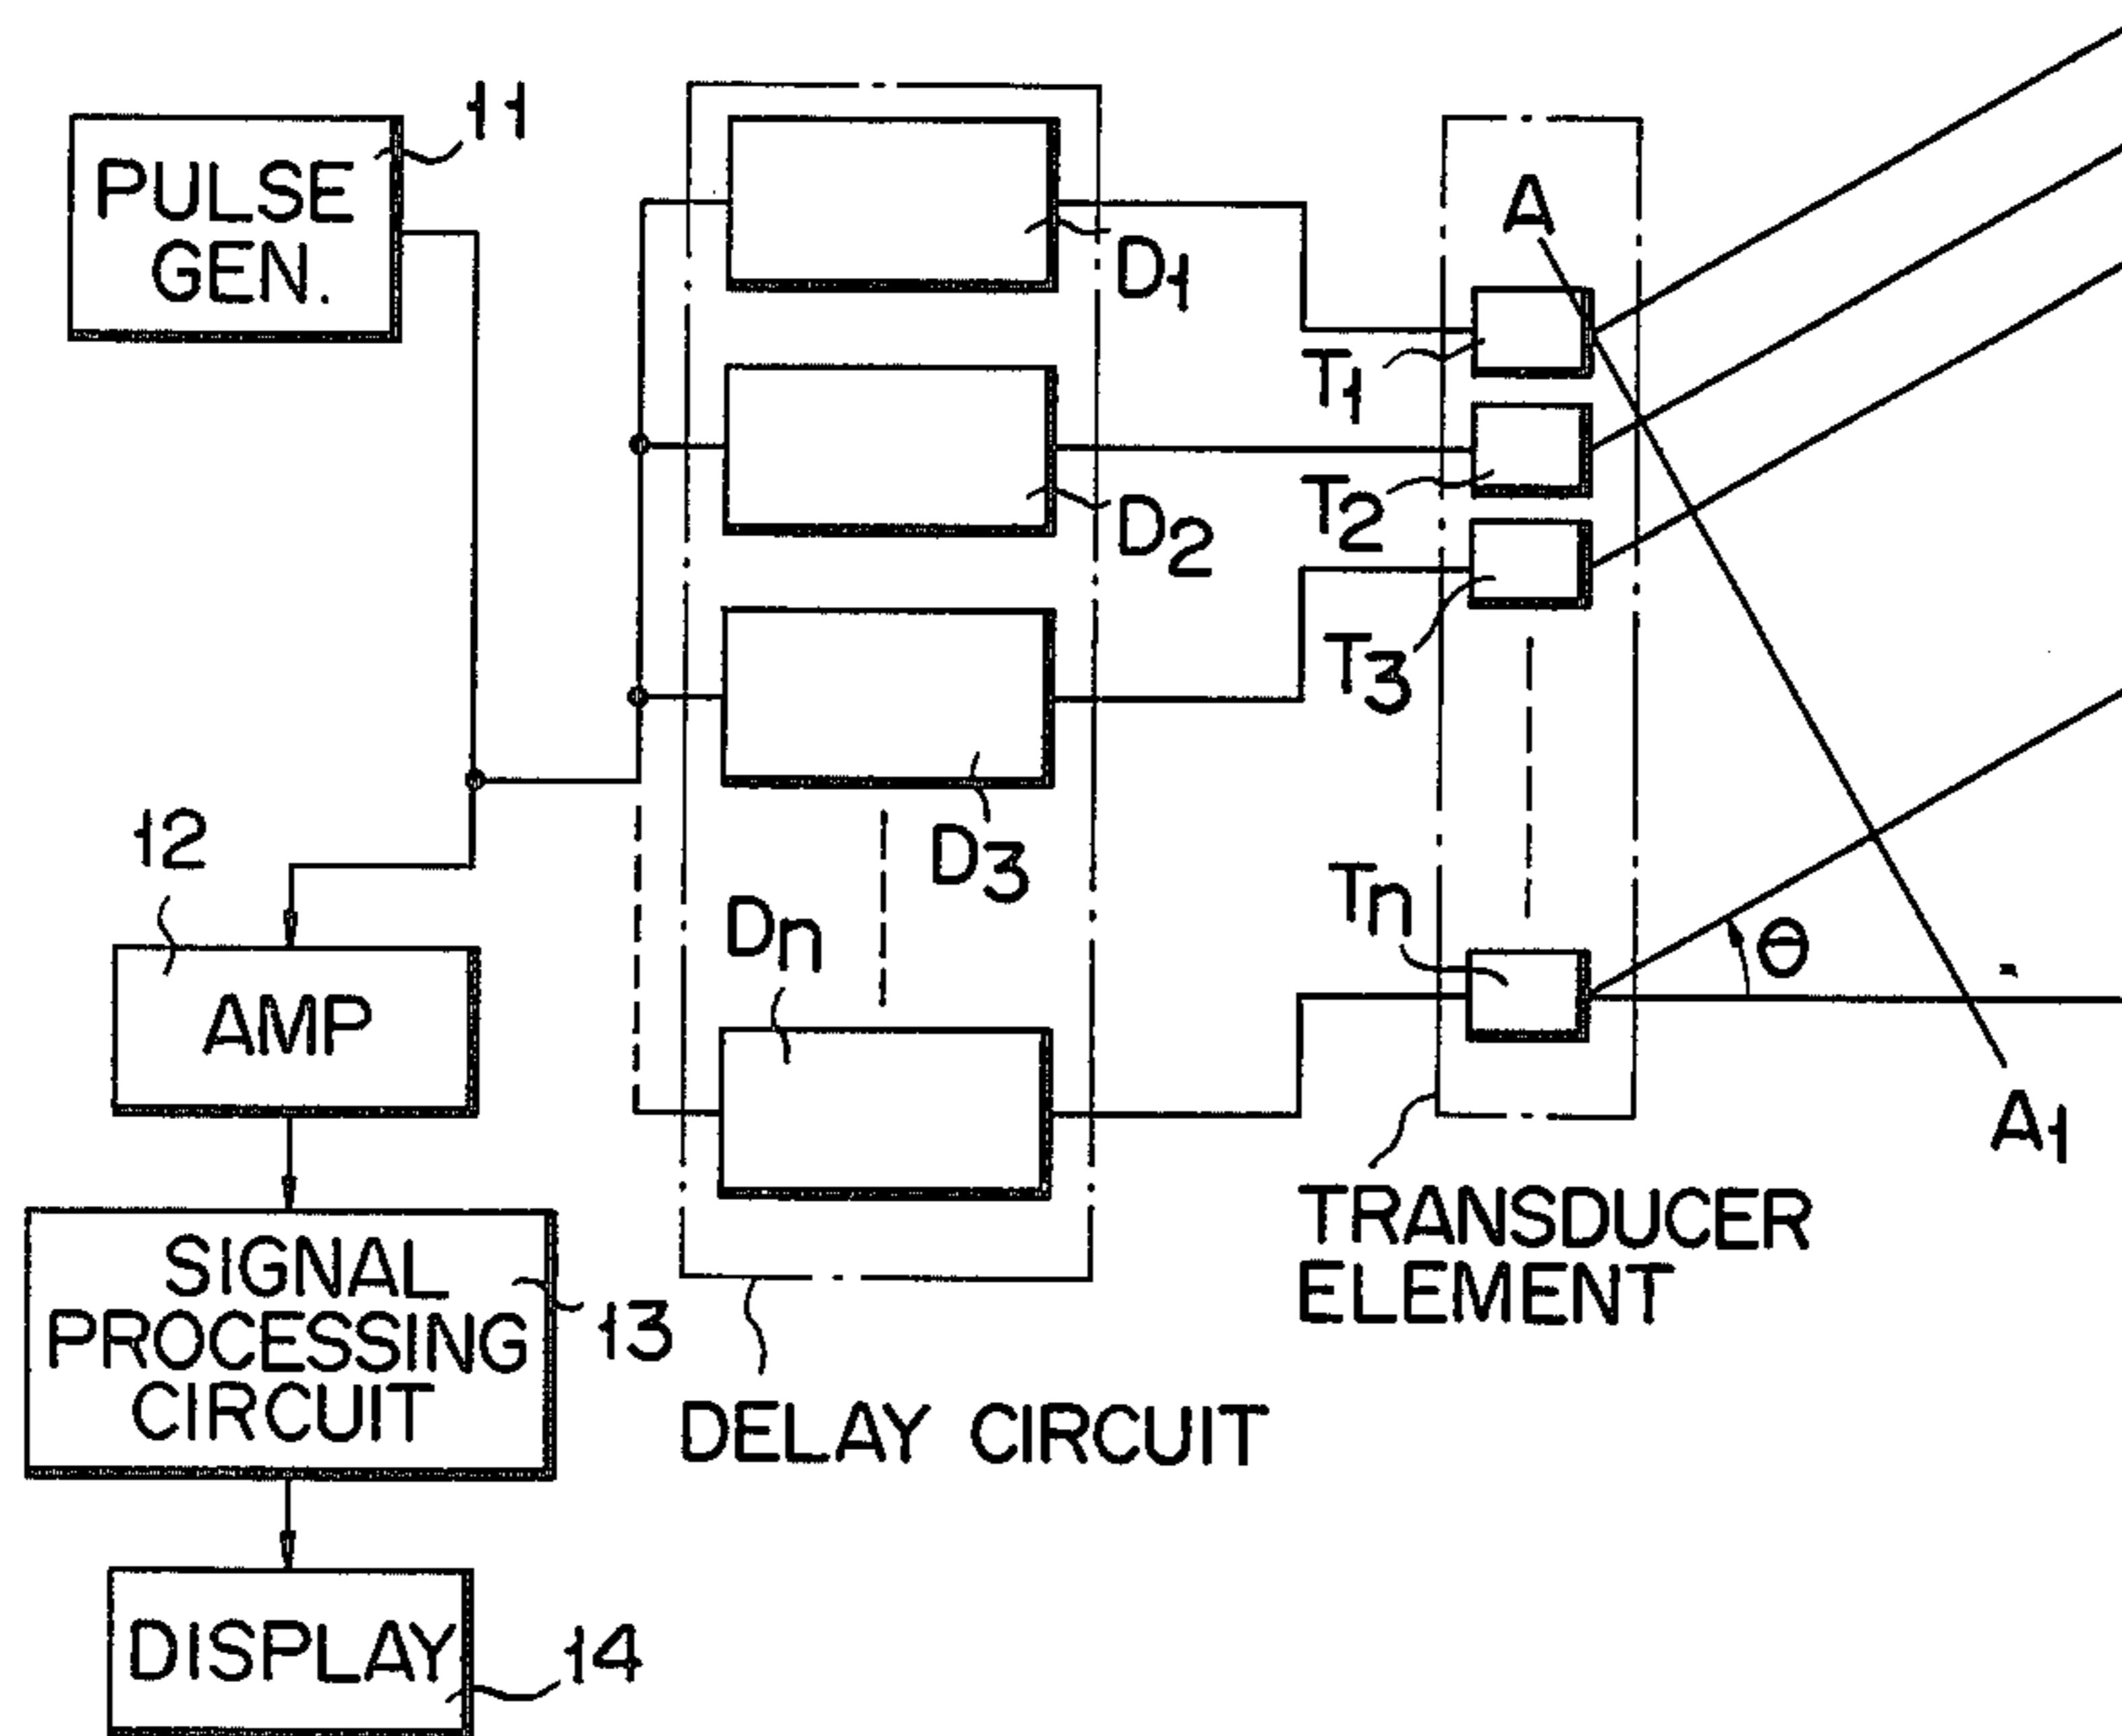 11
PULSE
GEN.
D1
D2
D3
Dn
A
T1
T2
T3
Tn
θ
A1
12
AMP
SIGNAL
PROCESSING
CIRCUIT
13
DELAY CIRCUIT
TRANSDUCER
ELEMENT
DISPLAY
14